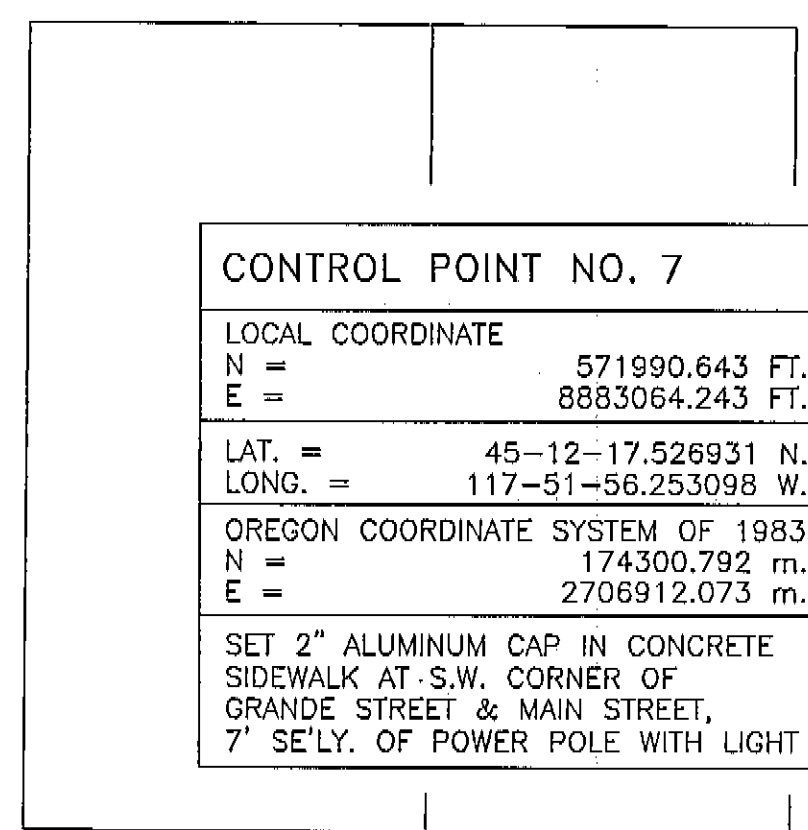 CONTROL POINT NO. 7
LOCAL COORDINATE
N = 571990.643 FT.
E = 8883064.243 FT.
LAT. = 45-12-17.526931 N.
LONG. = 117-51-56.253098 W.
OREGON COORDINATE SYSTEM OF 1983
N = 174300.792 m.
E = 2706912.073 m.
SET 2" ALUMINUM CAP IN CONCRETE
SIDEWALK AT S.W. CORNER OF
GRANDE STREET & MAIN STREET,
7' SE'LY. OF POWER POLE WITH LIGHT